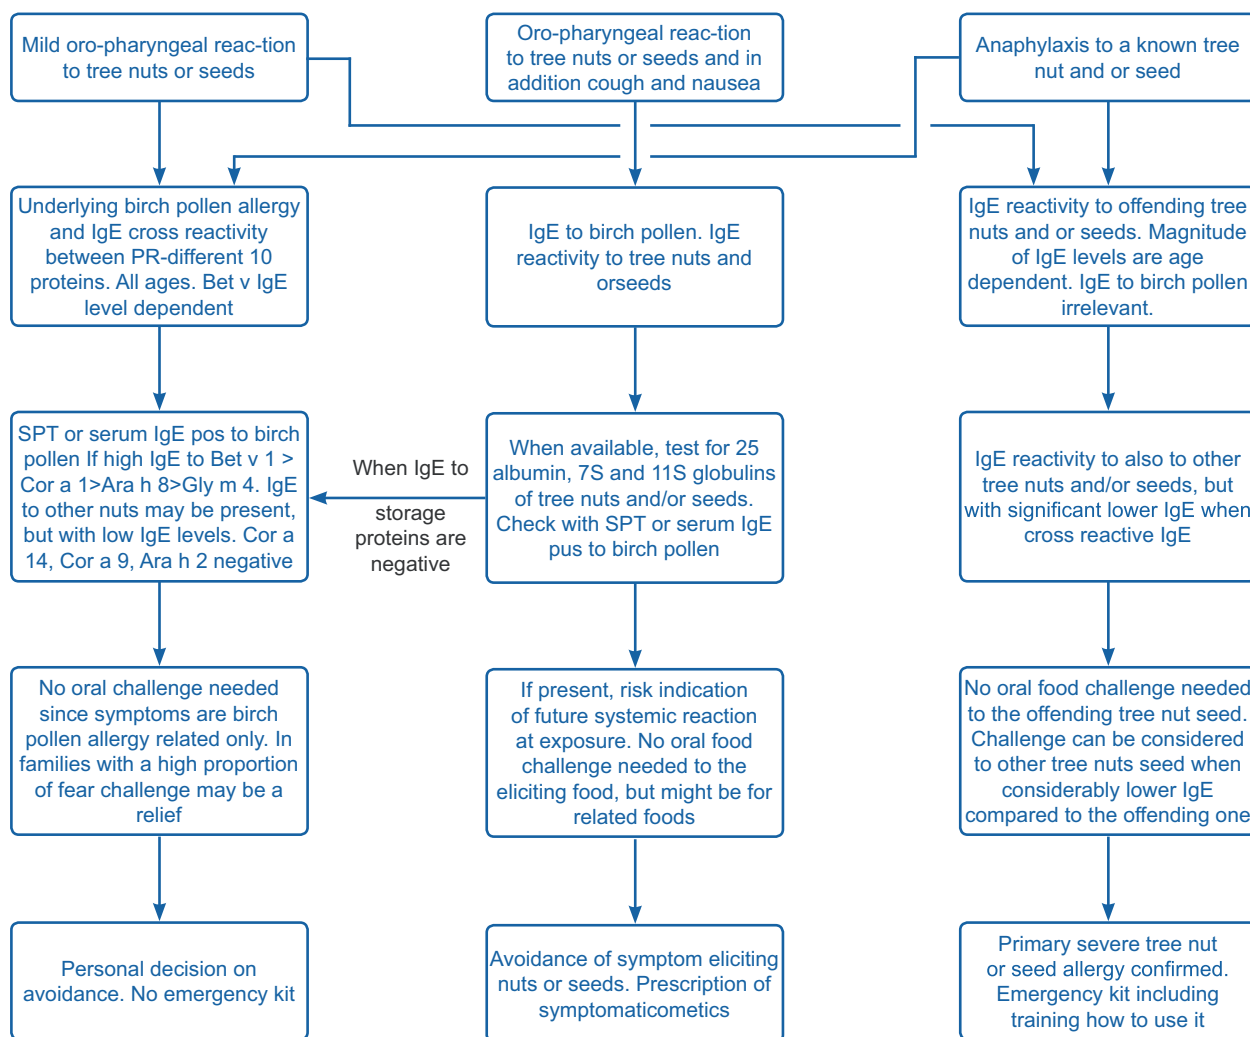 Mild oro-pharyngeal reac-tion
to tree nuts or seeds
Oro-pharyngeal reac-tion
to tree nuts or seeds and in
addition cough and nausea
Anaphylaxis to a known tree
nut and or seed
Underlying birch pollen allergy
and IgE cross reactivity
between PR-different 10
proteins. All ages. Bet v IgE
level dependent
IgE to birch pollen. IgE
reactivity to tree nuts and
orseeds
IgE reactivity to offending tree
nuts and or seeds. Magnitude
of IgE levels are age
dependent. IgE to birch pollen
irrelevant.
SPT or serum IgE pos to birch
pollen If high IgE to Bet v 1 >
Cor a 1>Ara h 8>Gly m 4. IgE
to other nuts may be present,
but with low IgE levels. Cor a
14, Cor a 9, Ara h 2 negative
When IgE to
storage
proteins are
negative
When available, test for 25
albumin, 7S and 11S globulins
of tree nuts and/or seeds.
Check with SPT or serum IgE
pus to birch pollen
IgE reactivity to also to other
tree nuts and/or seeds, but
with significant lower IgE when
cross reactive IgE
No oral challenge needed
since symptoms are birch
pollen allergy related only. In
families with a high proportion
of fear challenge may be a
relief
If present, risk indication
of future systemic reaction
at exposure. No oral food
challenge needed to the
eliciting food, but might be for
related foods
No oral food challenge needed
to the offending tree nut seed.
Challenge can be considered
to other tree nuts seed when
considerably lower IgE
compared to the offending one
Personal decision on
avoidance. No emergency kit
Avoidance of symptom eliciting
nuts or seeds. Prescription of
symptomaticometics
Primary severe tree nut
or seed allergy confirmed.
Emergency kit including
training how to use it